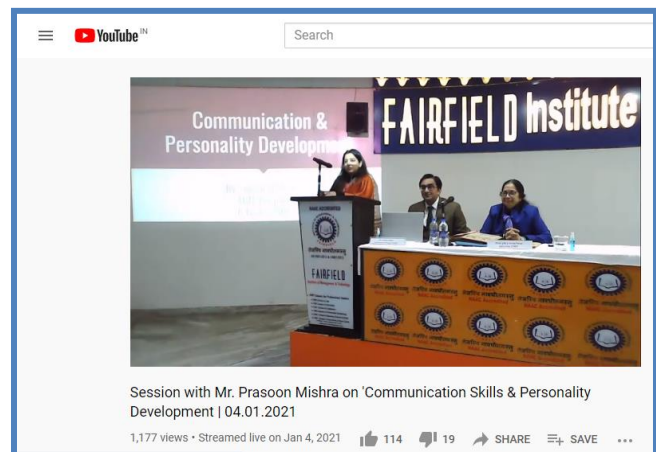 YouTube IN
Search
Communication &
Personality Developme
FAIRFIELD Institute
FAIRFIELD
Session with Mr. Prasoon Mishra on 'Communication Skills & Personality
Development | 04.01.2021
1,177 views • Streamed live on Jan 4, 2021 114 19 SHARE SAVE